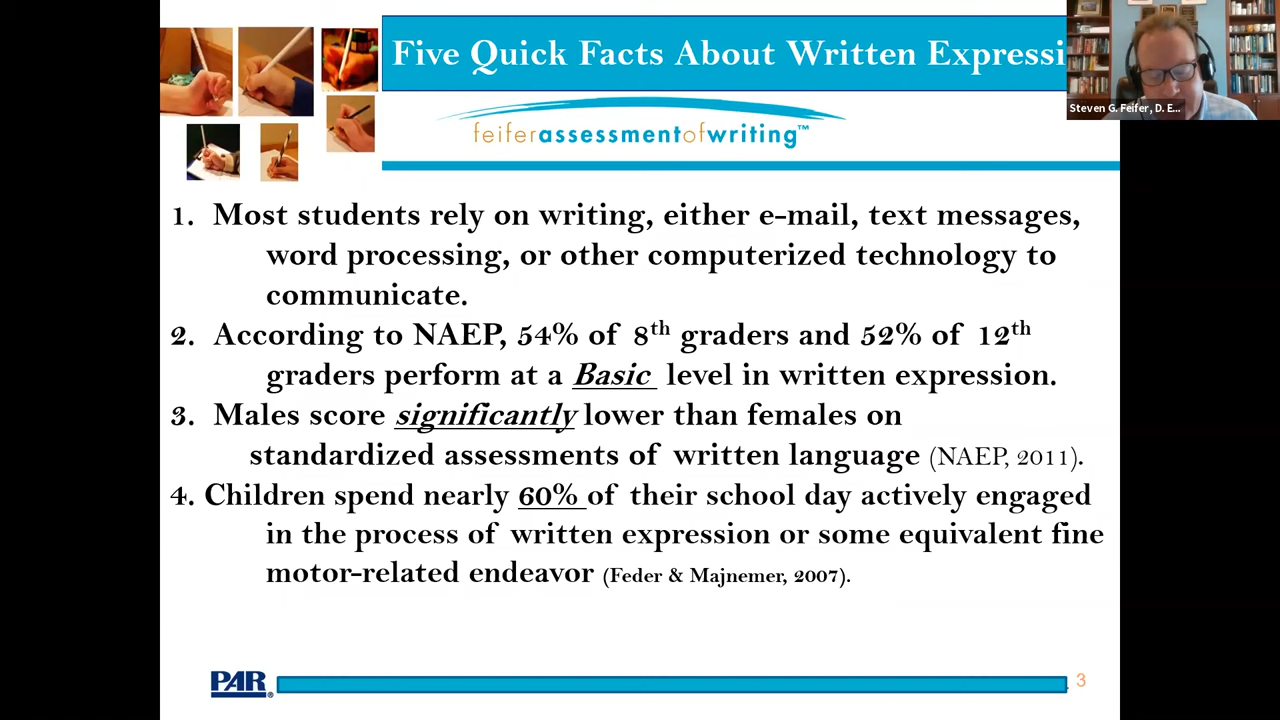 Five Quick Facts About Written Expressi
Steven G. Feifer, D. E...
feiferassessmentofwriting™
1. Most students rely on writing, either e-mail, text messages,
word processing, or other computerized technology to
communicate.
2. According to NAEP, 54% of 8th graders and 52% of 12th
graders perform at a Basic level in written expression.
3. Males score significantly lower than females on
standardized assessments of written language (NAEP, 2011).
4. Children spend nearly 60% of their school day actively engaged
in the process of written expression or some equivalent fine
motor-related endeavor (Feder & Majnemer, 2007).
PAR®
3